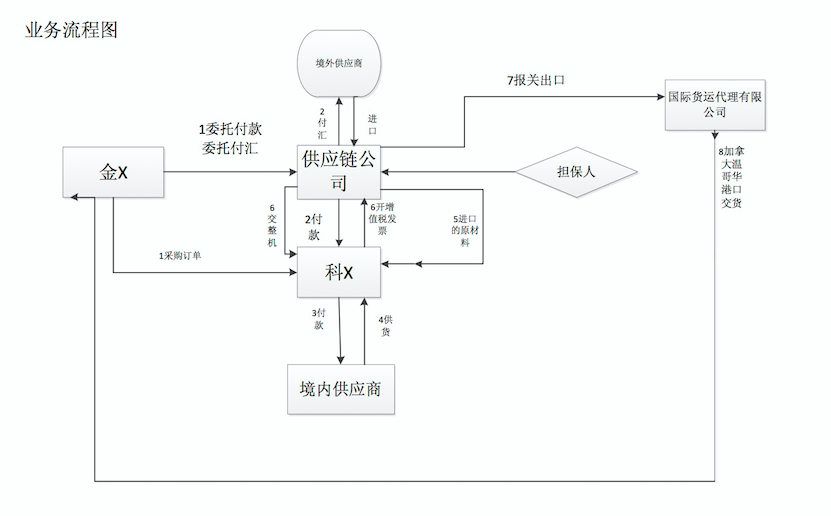 业务流程图
境外供应商
7报关出口
国际货运代理有限
公司
2
付
汇
进
口
1委托付款
委托付汇
金X
供应链公
司
担保人
8加拿
大温
哥华
港口
交货
6
交
整
机
2付
款
6开增
值税发
票
5进口
的原材
料
1采购订单
科X
3付
款
4供
货
境内供应商